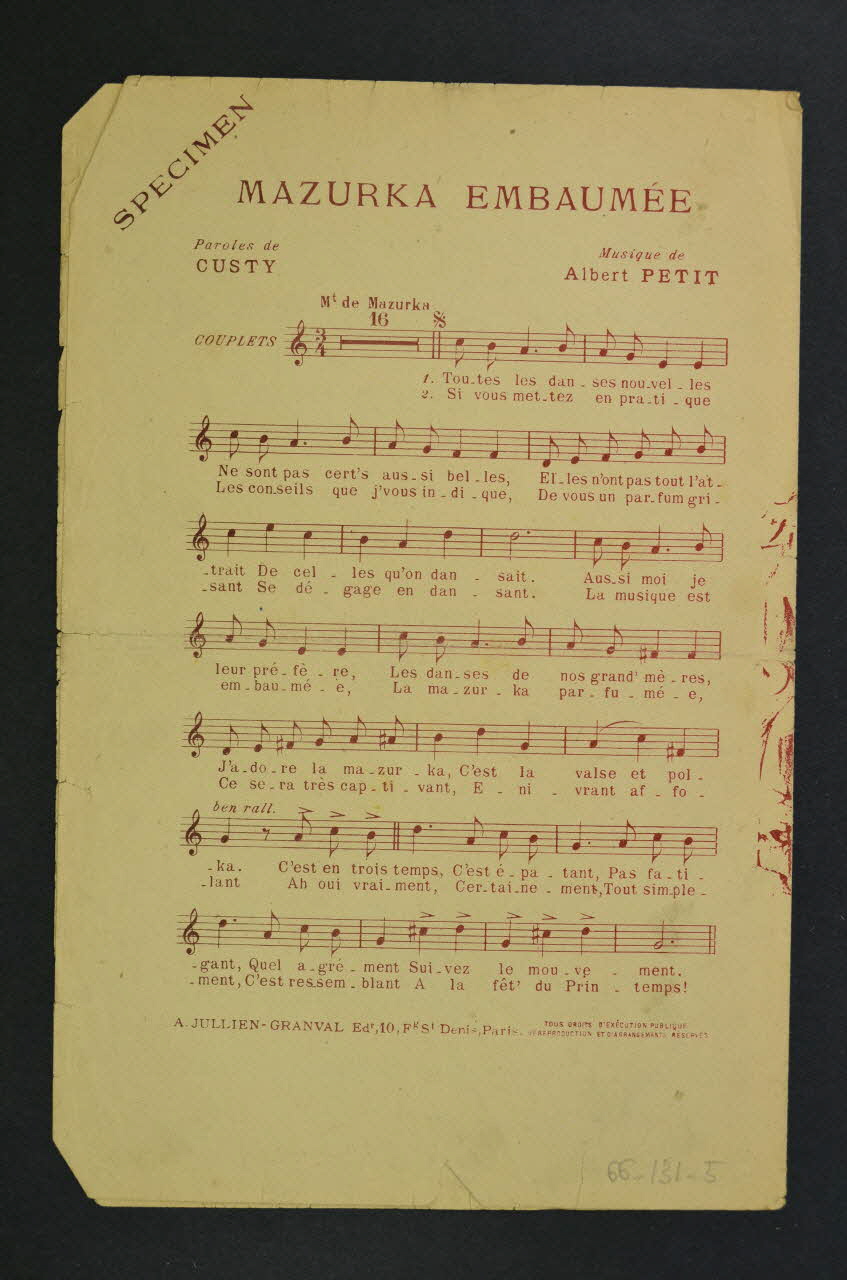 SPECIMEN
MAZURKA EMBAUMÉE
Paroles de
CUSTY
Musique de
Albert PETIT
Mt de Mazurka
16
COUPLETS
3
4
1. Tou_tes les dan_ses nou_vel_les
2. Si vous met_tez en pra_ti_que
Ne sont pas cert's aus_si bel_les, El_les n'ont pas tout l'at_
Les con_seils que j'vous in_di_que, De vous un par_fum gri_
_trait De cel_les qu'on dan_sait. Aus_si moi je
_sant Se dé_gage en dan_sant. La musique est
leur pré_fè_re, Les dan_ses de nos grand' mè_res,
em_bau_mé_e, La ma_zur_ka par_fu_mé_e,
J'a_do_re la ma_zur_ka, C'est la valse et pol_
Ce se_ra très cap_ti_vant, E_ni_vrant af_fo_
ben rall.
_ka. C'est en trois temps, C'est é_pa_tant, Pas fa_ti_
_lant Ah oui vrai_ment, Cer_tai_ne_ment, Tout sim_ple_
_gant, Quel a_gré_ment Sui_vez le mou_ve_ment.
_ment, C'est res_sem_blant A la fêt' du Prin_temps!
A. JULLIEN-GRANVAL Edr, 10, Fg St Denis, Paris.
TOUS DROITS D'EXÉCUTION PUBLIQUE
DE REPRODUCTION ET D'ARRANGEMENTS RÉSERVÉS
66-131-5